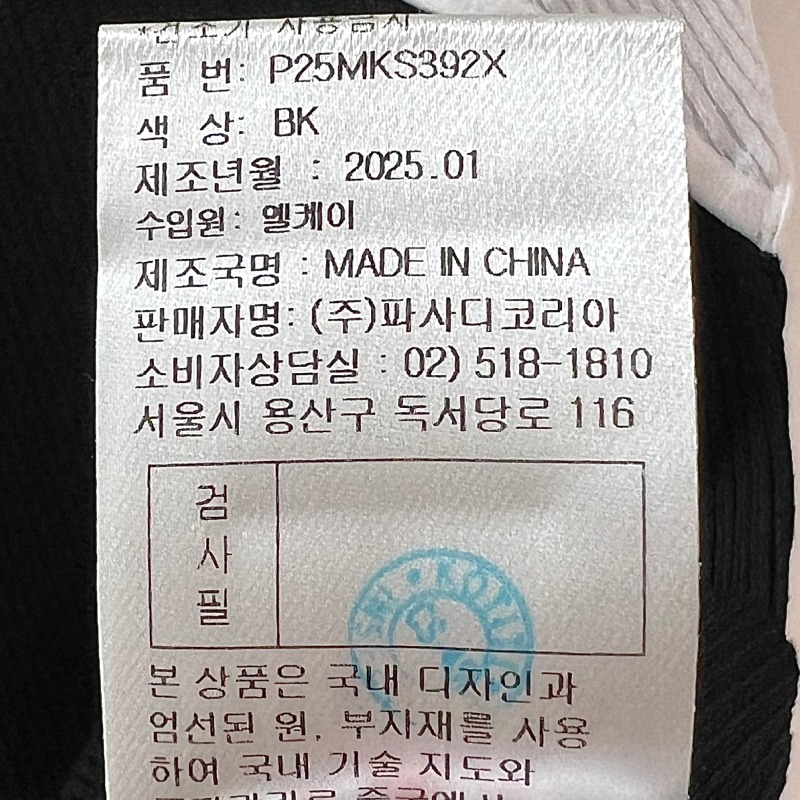 품 번: P25MKS392X
색 상: BK
제조년월 : 2025.01
수입원: 엘케이
제조국명 : MADE IN CHINA
판매자명: (주)파사디코리아
소비자상담실 : 02) 518-1810
서울시 용산구 독서당로 116
검
사
필
본 상품은 국내 디자인과
엄선된 원, 부자재를 사용
하여 국내 기술 지도와